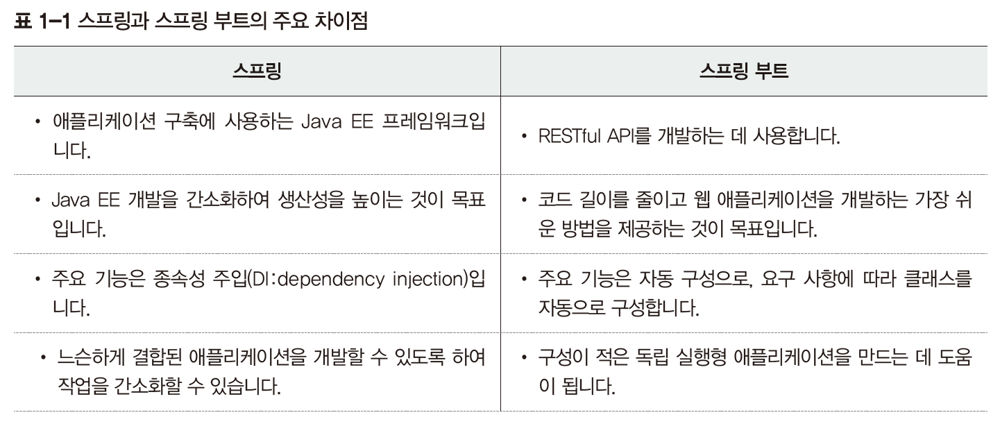 표 1-1 스프링과 스프링 부트의 주요 차이점
스프링
스프링 부트
• 애플리케이션 구축에 사용하는 Java EE 프레임워크입
니다.
• RESTful API를 개발하는 데 사용합니다.
• Java EE 개발을 간소화하여 생산성을 높이는 것이 목표
입니다.
• 코드 길이를 줄이고 웹 애플리케이션을 개발하는 가장 쉬
운 방법을 제공하는 것이 목표입니다.
• 주요 기능은 종속성 주입(DI:dependency injection)입
니다.
• 주요 기능은 자동 구성으로, 요구 사항에 따라 클래스를
자동으로 구성합니다.
• 느슨하게 결합된 애플리케이션을 개발할 수 있도록 하여
작업을 간소화할 수 있습니다.
• 구성이 적은 독립 실행형 애플리케이션을 만드는 데 도움
이 됩니다.